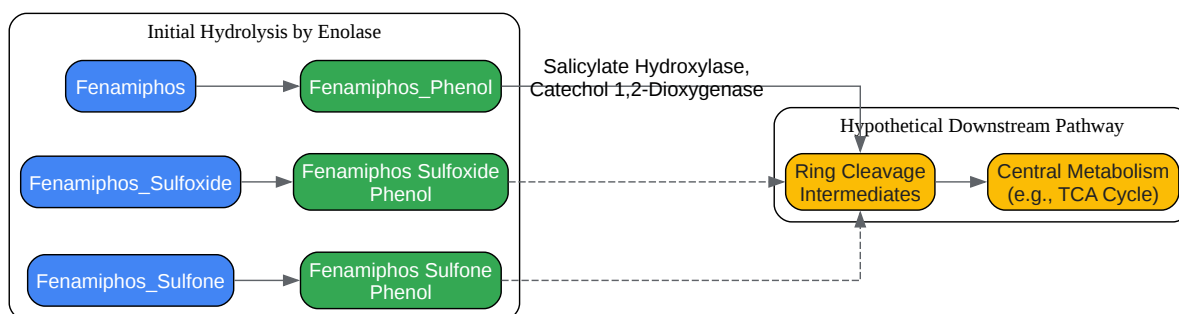 Initial Hydrolysis by Enolase
Fenamiphos
Fenamiphos_Phenol
Salicylate Hydroxylase,
Catechol 1,2-Dioxygenase
Hypothetical Downstream Pathway
Fenamiphos_Sulfoxide
Fenamiphos Sulfoxide
Phenol
Ring Cleavage
Intermediates
Central Metabolism
(e.g., TCA Cycle)
Fenamiphos_Sulfone
Fenamiphos Sulfone
Phenol